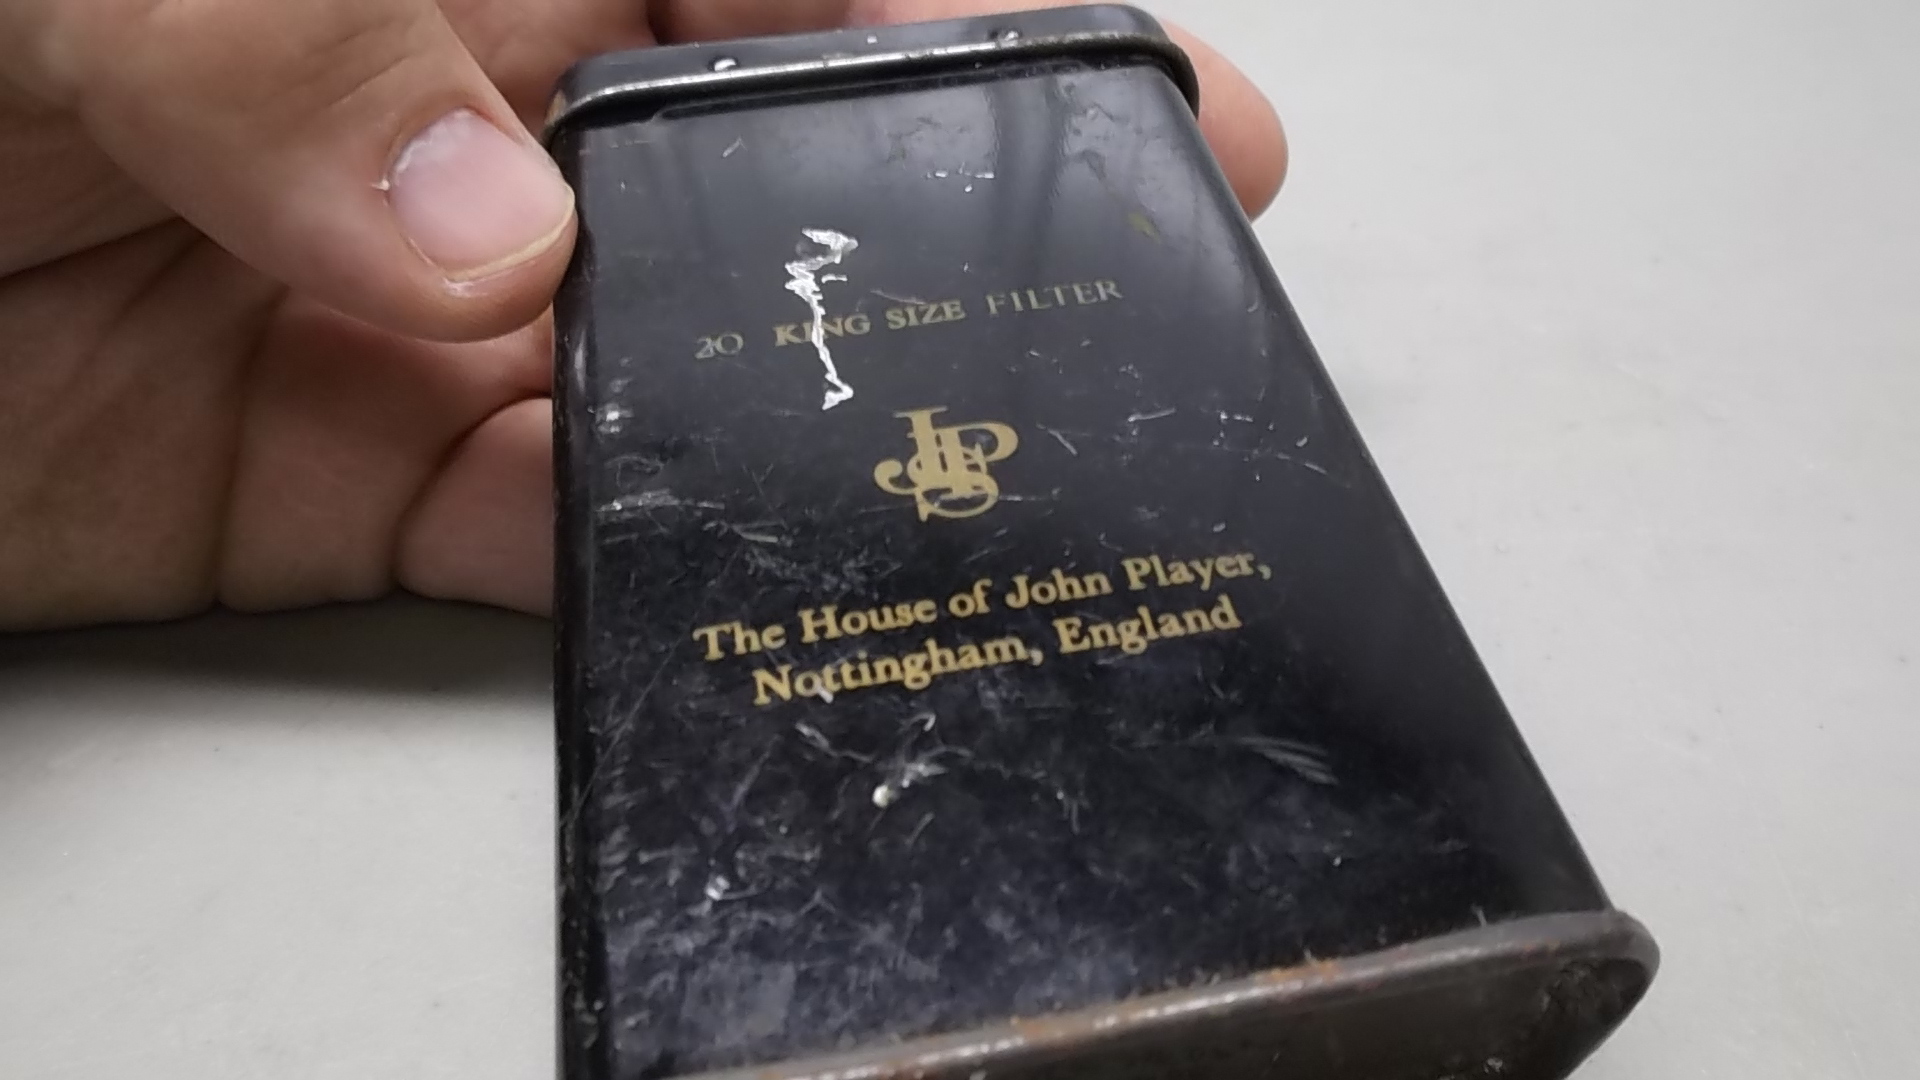 20 KING SIZE FILTER
JPS
The House of John Player,
Nottingham, England